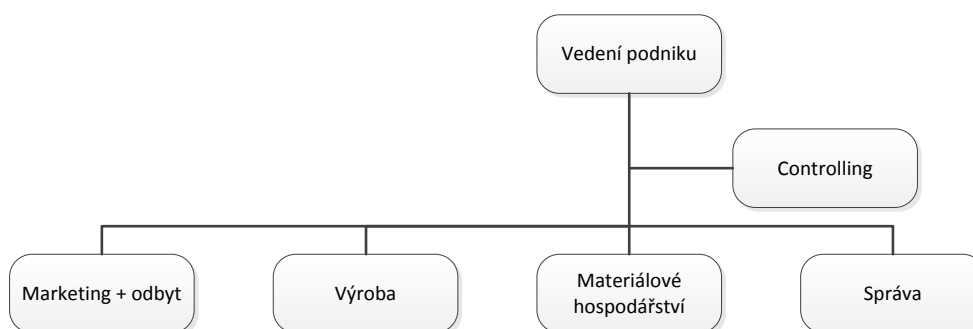 Vedení podniku
Controlling
Marketing + odbyt
Výroba
Materiálové
hospodářství
Správa